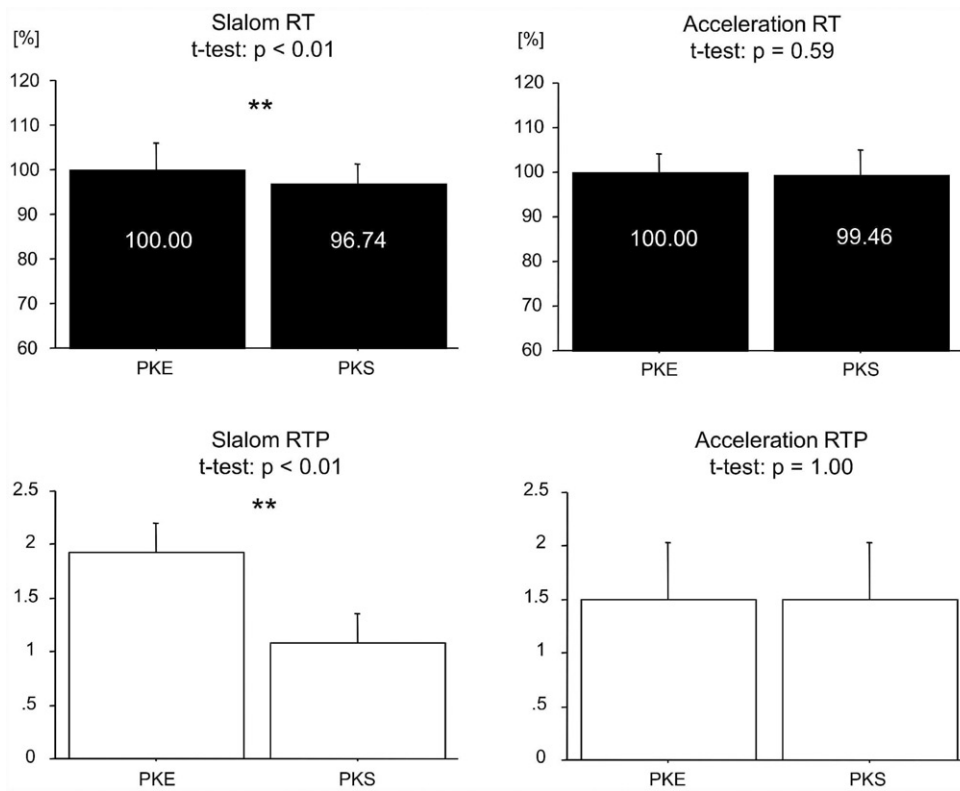 Slalom RT
[%]
t-test: p < 0.01
120
**
110
100
90
100.00
96.74
80
70
60
PKE
PKS
Acceleration RT
[%]
t-test: p = 0.59
120
110
100
90
100.00
99.46
80
70
60
PKE
PKS
Slalom RTP
t-test: p < 0.01
2.5
**
2
1.5
1
.5
0
PKE
PKS
Acceleration RTP
t-test: p = 1.00
2.5
2
1.5
1
.5
0
PKE
PKS